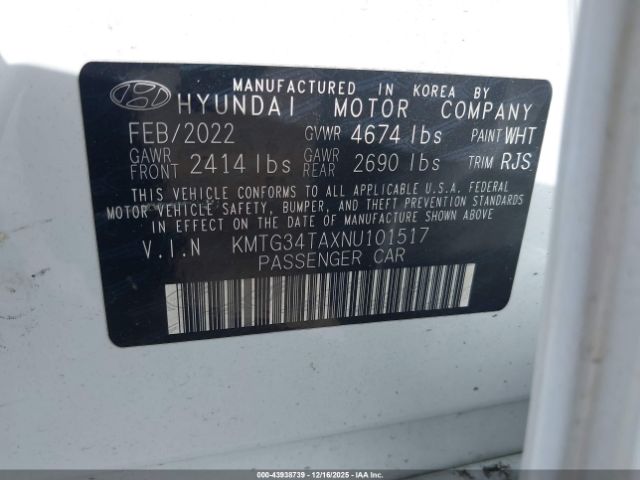 MANUFACTURED IN KOREA BY
HYUNDAI MOTOR COMPANY
FEB/2022 GVWR 4674 lbs PAINT WHT
GAWR FRONT 2414 lbs GAWR REAR 2690 lbs TRIM RJS
THIS VEHICLE CONFORMS TO ALL APPLICABLE U.S.A. FEDERAL
MOTOR VEHICLE SAFETY, BUMPER, AND THEFT PREVENTION STANDARDS
IN EFFECT ON THE DATE OF MANUFACTURE SHOWN ABOVE
V.I.N KMTG34TAXNU101517
PASSENGER CAR
000-43938739 | 12/16/2025 - IAA Inc.